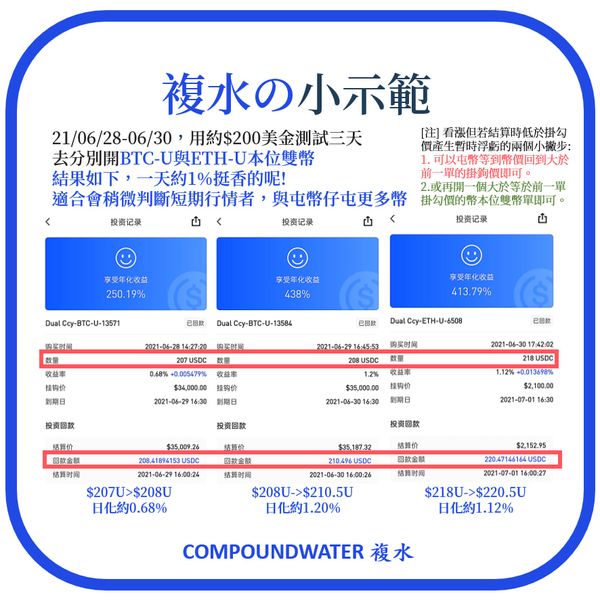 複水の小示範
21/06/28-06/30，用約$200美金測試三天
去分別開BTC-U與ETH-U本位雙幣
結果如下，一天約1%挺香的呢!
適合會稍微判斷短期行情者，與屯幣仔屯更多幣
[注] 看漲但若結算時低於掛勾
價產生暫時浮虧的兩個小撇步:
1. 可以屯幣等到幣價回到大於
前一單的掛鉤價即可。
2.或再開一個大於等於前一單
掛勾價的幣本位雙幣單即可。
投资记录
享受年化收益
250.19%
Dual Ccy-BTC-U-13571
已回款
购买时间 2021-06-28 14:27:20
数量 207 USDC
收益率 0.68% +0.005479%
挂钩价 $34,000.00
到期日 2021-06-29 16:30
投资回款
结算价 $35,009.26
回款金额 208.41894153 USDC
结算时间 2021-06-29 16:00:24
$207U>$208U
日化約0.68%
投资记录
享受年化收益
438%
Dual Ccy-BTC-U-13584
已回款
购买时间 2021-06-29 16:45:53
数量 208 USDC
收益率 1.2%
挂钩价 $35,000.00
到期日 2021-06-30 16:30
投资回款
结算价 $35,187.32
回款金额 210.496 USDC
结算时间 2021-06-30 16:00:26
$208U->$210.5U
日化約1.20%
投资记录
享受年化收益
413.79%
Dual Ccy-ETH-U-6508
已回款
购买时间 2021-06-30 17:42:02
数量 218 USDC
收益率 1.12% +0.013698%
挂钩价 $2,100.00
到期日 2021-07-01 16:30
投资回款
结算价 $2,152.95
回款金额 220.47146164 USDC
结算时间 2021-07-01 16:00:27
$218U->$220.5U
日化約1.12%
COMPOUNDWATER 複水